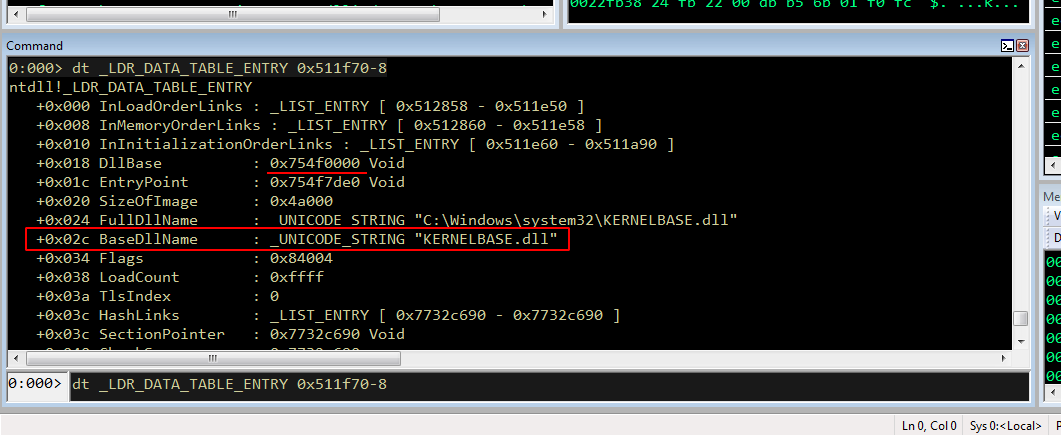 0022fb38 24 fb 22 00 db b5 6b 01 f0 fc $. ...k...
Command
0:000> dt _LDR_DATA_TABLE_ENTRY 0x511f70-8
ntdll!_LDR_DATA_TABLE_ENTRY
+0x000 InLoadOrderLinks : _LIST_ENTRY [ 0x512858 - 0x511e50 ]
+0x008 InMemoryOrderLinks : _LIST_ENTRY [ 0x512860 - 0x511e58 ]
+0x010 InInitializationOrderLinks : _LIST_ENTRY [ 0x511e60 - 0x511a90 ]
+0x018 DllBase : 0x754f0000 Void
+0x01c EntryPoint : 0x754f7de0 Void
+0x020 SizeOfImage : 0x4a000
+0x024 FullDllName : _UNICODE_STRING "C:\Windows\system32\KERNELBASE.dll"
+0x02c BaseDllName : _UNICODE_STRING "KERNELBASE.dll"
+0x034 Flags : 0x84004
+0x038 LoadCount : 0xffff
+0x03a TlsIndex : 0
+0x03c HashLinks : _LIST_ENTRY [ 0x7732c690 - 0x7732c690 ]
+0x03c SectionPointer : 0x7732c690 Void
0:000> dt _LDR_DATA_TABLE_ENTRY 0x511f70-8
Ln 0, Col 0 Sys 0:<Local>